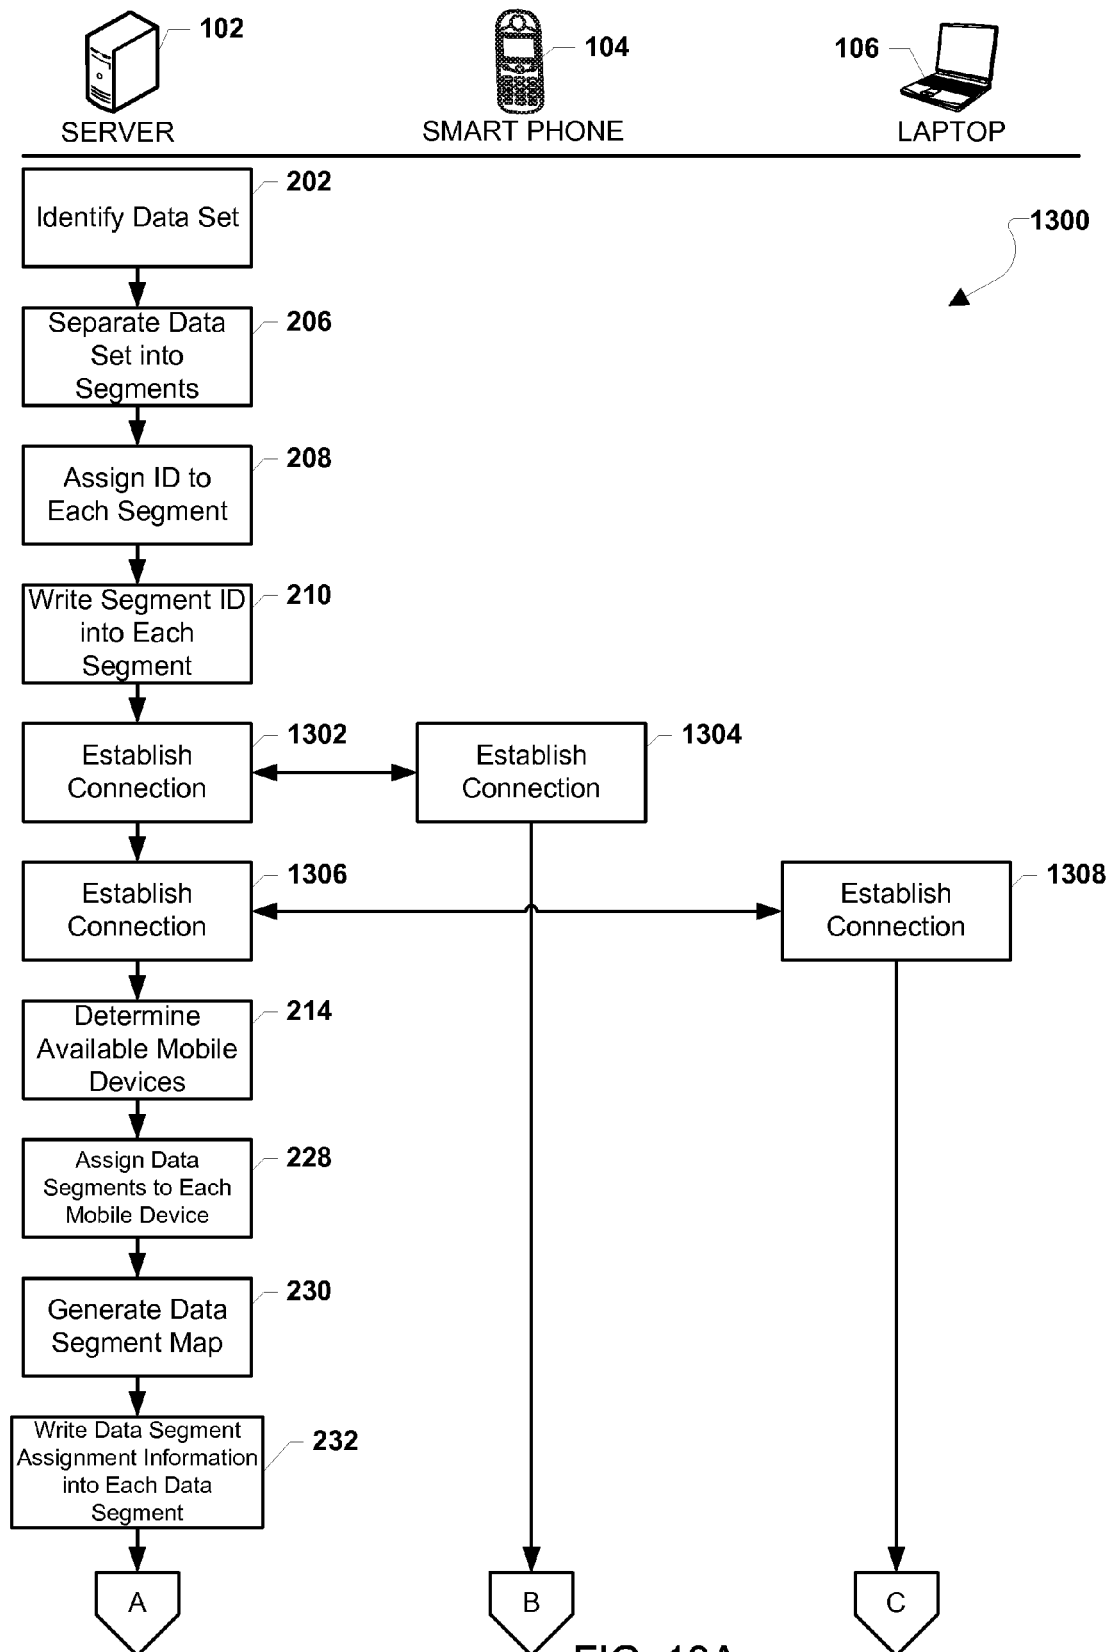 102
104
106
SERVER
SMART PHONE
LAPTOP
202
Identify Data Set
1300
Separate Data
Set into
Segments
206
Assign ID to
Each Segment
208
Write Segment ID
into Each
Segment
210
Establish
Connection
1302
Establish
Connection
1304
Establish
Connection
1306
Establish
Connection
1308
Determine
Available Mobile
Devices
214
Assign Data
Segments to Each
Mobile Device
228
Generate Data
Segment Map
230
Write Data Segment
Assignment Information
into Each Data
Segment
232
A
B
C